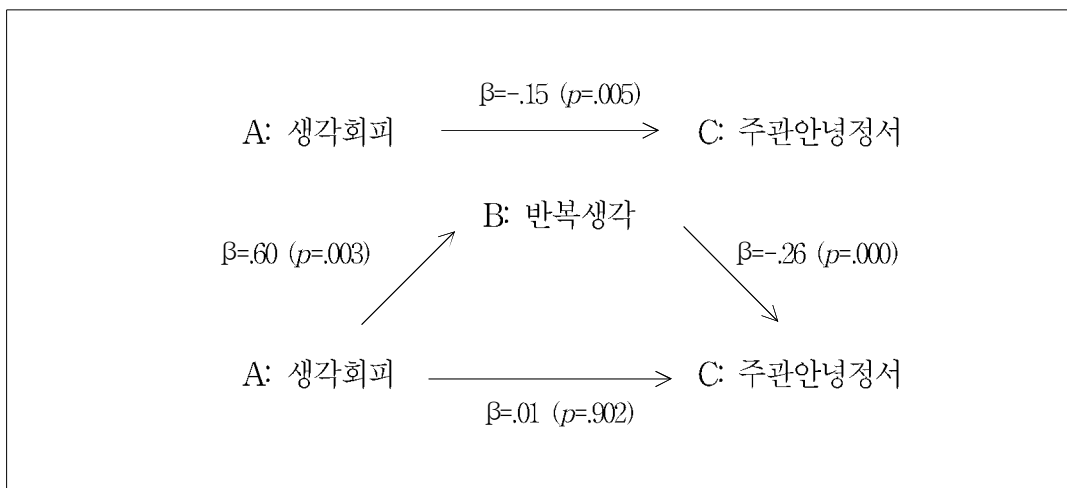 β=-.15 (p=.005)
A: 생각회피 C: 주관안녕정서
B: 반복생각
β=.60 (p=.003) β=-.26 (p=.000)
A: 생각회피 C: 주관안녕정서
β=.01 (p=.902)